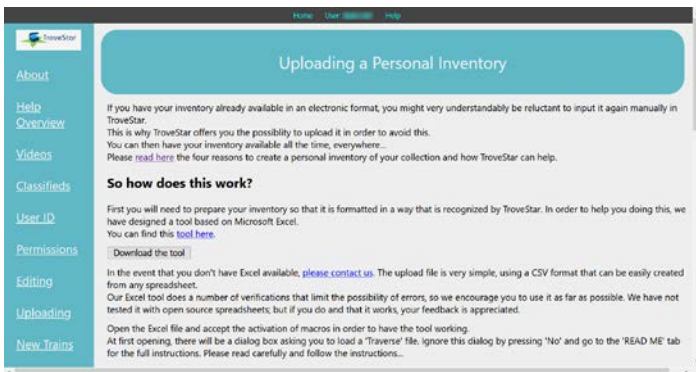 Home User: Help
TroveStar
About
Help
Overview
Videos
Classifieds
User ID
Permissions
Editing
Uploading
New Trains
Uploading a Personal Inventory
If you have your inventory already available in an electronic format, you might very understandably be reluctant to input it again manually in
TroveStar.
This is why TroveStar offers you the possiblity to upload it in order to avoid this.
You can then have your inventory available all the time, everywhere...
Please read here the four reasons to create a personal inventory of your collection and how TroveStar can help.
So how does this work?
First you will need to prepare your inventory so that it is formatted in a way that is recognized by TroveStar. In order to help you doing this, we
have designed a tool based on Microsoft Excel.
You can find this tool here.
Download the tool
In the event that you don't have Excel available, please contact us. The upload file is very simple, using a CSV format that can be easily created
from any spreadsheet.
Our Excel tool does a number of verifications that limit the possibility of errors, so we encourage you to use it as far as possible. We have not
tested it with open source spreadsheets; but if you do and that it works, your feedback is appreciated.
Open the Excel file and accept the activation of macros in order to have the tool working.
At first opening, there will be a dialog box asking you to load a 'Traverse' file. Ignore this dialog by pressing 'No' and go to the 'READ ME' tab
for the full instructions. Please read carefully and follow the instructions...